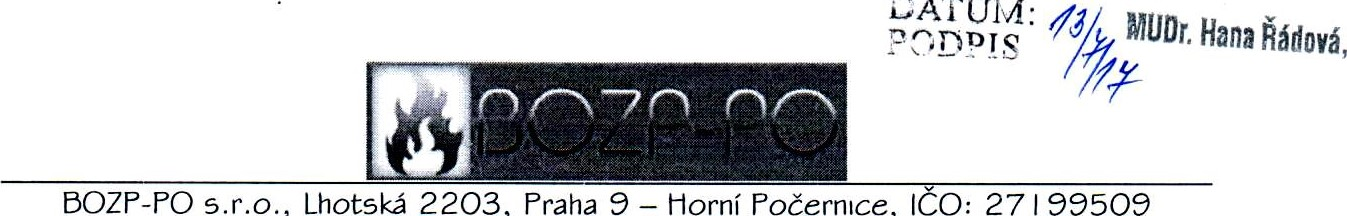 DATUM: 13/7/17 MUDr. Hana Řádová,
PODPIS
BOZP-PO
BOZP-PO s.r.o., Lhotská 2203, Praha 9 – Horní Počernice, IČO: 27199509